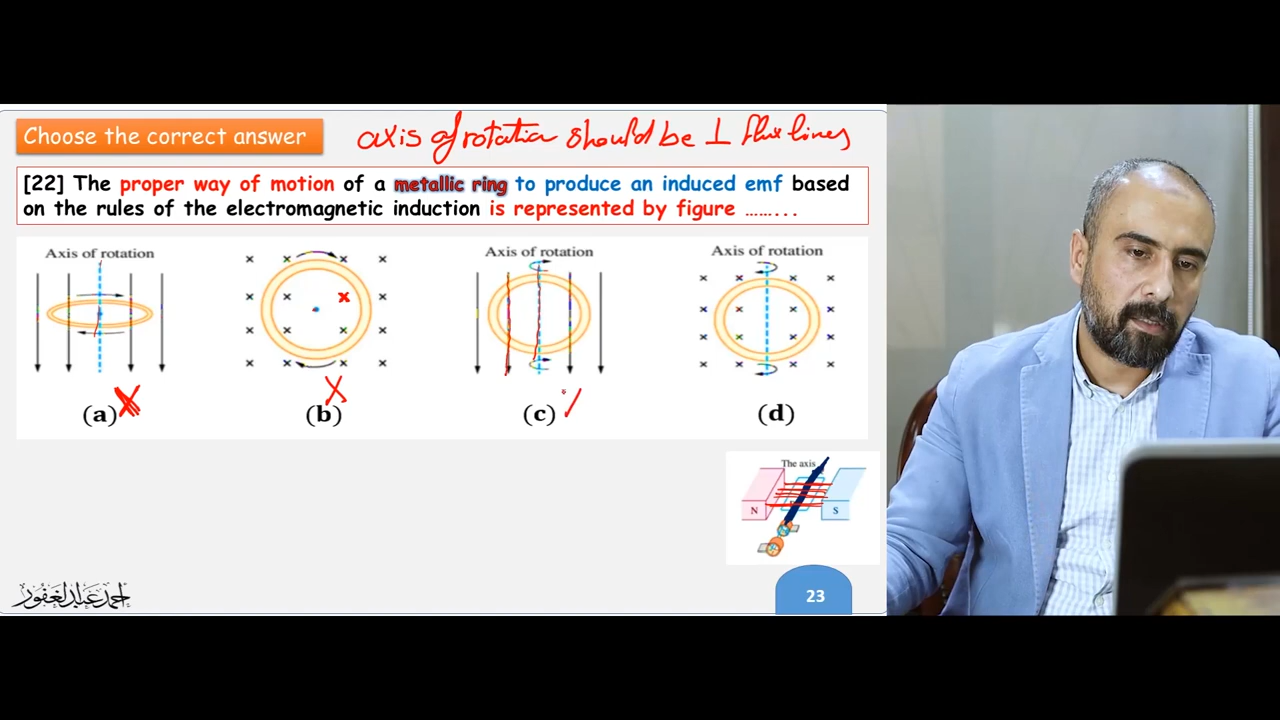 Choose the correct answer
axis of rotation should be ⊥ flux lines
[22] The proper way of motion of a metallic ring to produce an induced emf based
on the rules of the electromagnetic induction is represented by figure ……...
Axis of rotation
Axis of rotation
Axis of rotation
(a)
(b)
(c)
(d)
The axis
N
S
احمد عبد الغفور
23